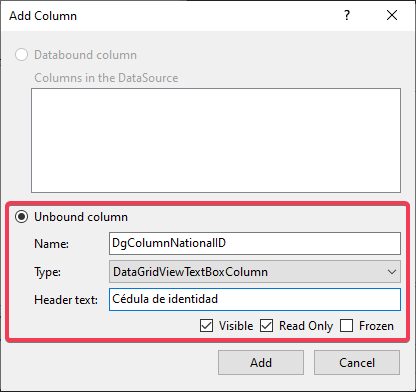 Add Column
?
Databound column
Columns in the DataSource
Unbound column
Name: DgColumnNationalID
Type: DataGridViewTextBoxColumn
Header text: Cédula de identidad
Visible Read Only Frozen
Add Cancel